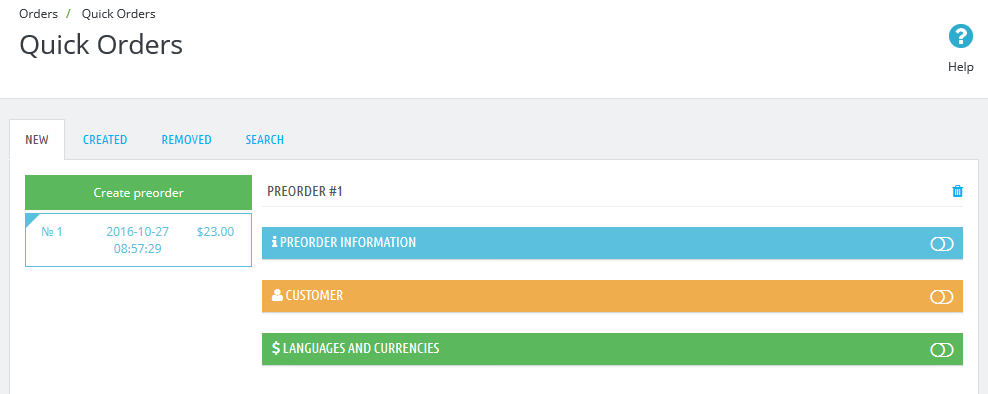 Orders / Quick Orders
Quick Orders
Help
NEW CREATED REMOVED SEARCH
Create preorder
№ 1 2016-10-27 $23.00
08:57:29
PREORDER #1
PREORDER INFORMATION
CUSTOMER
$ LANGUAGES AND CURRENCIES